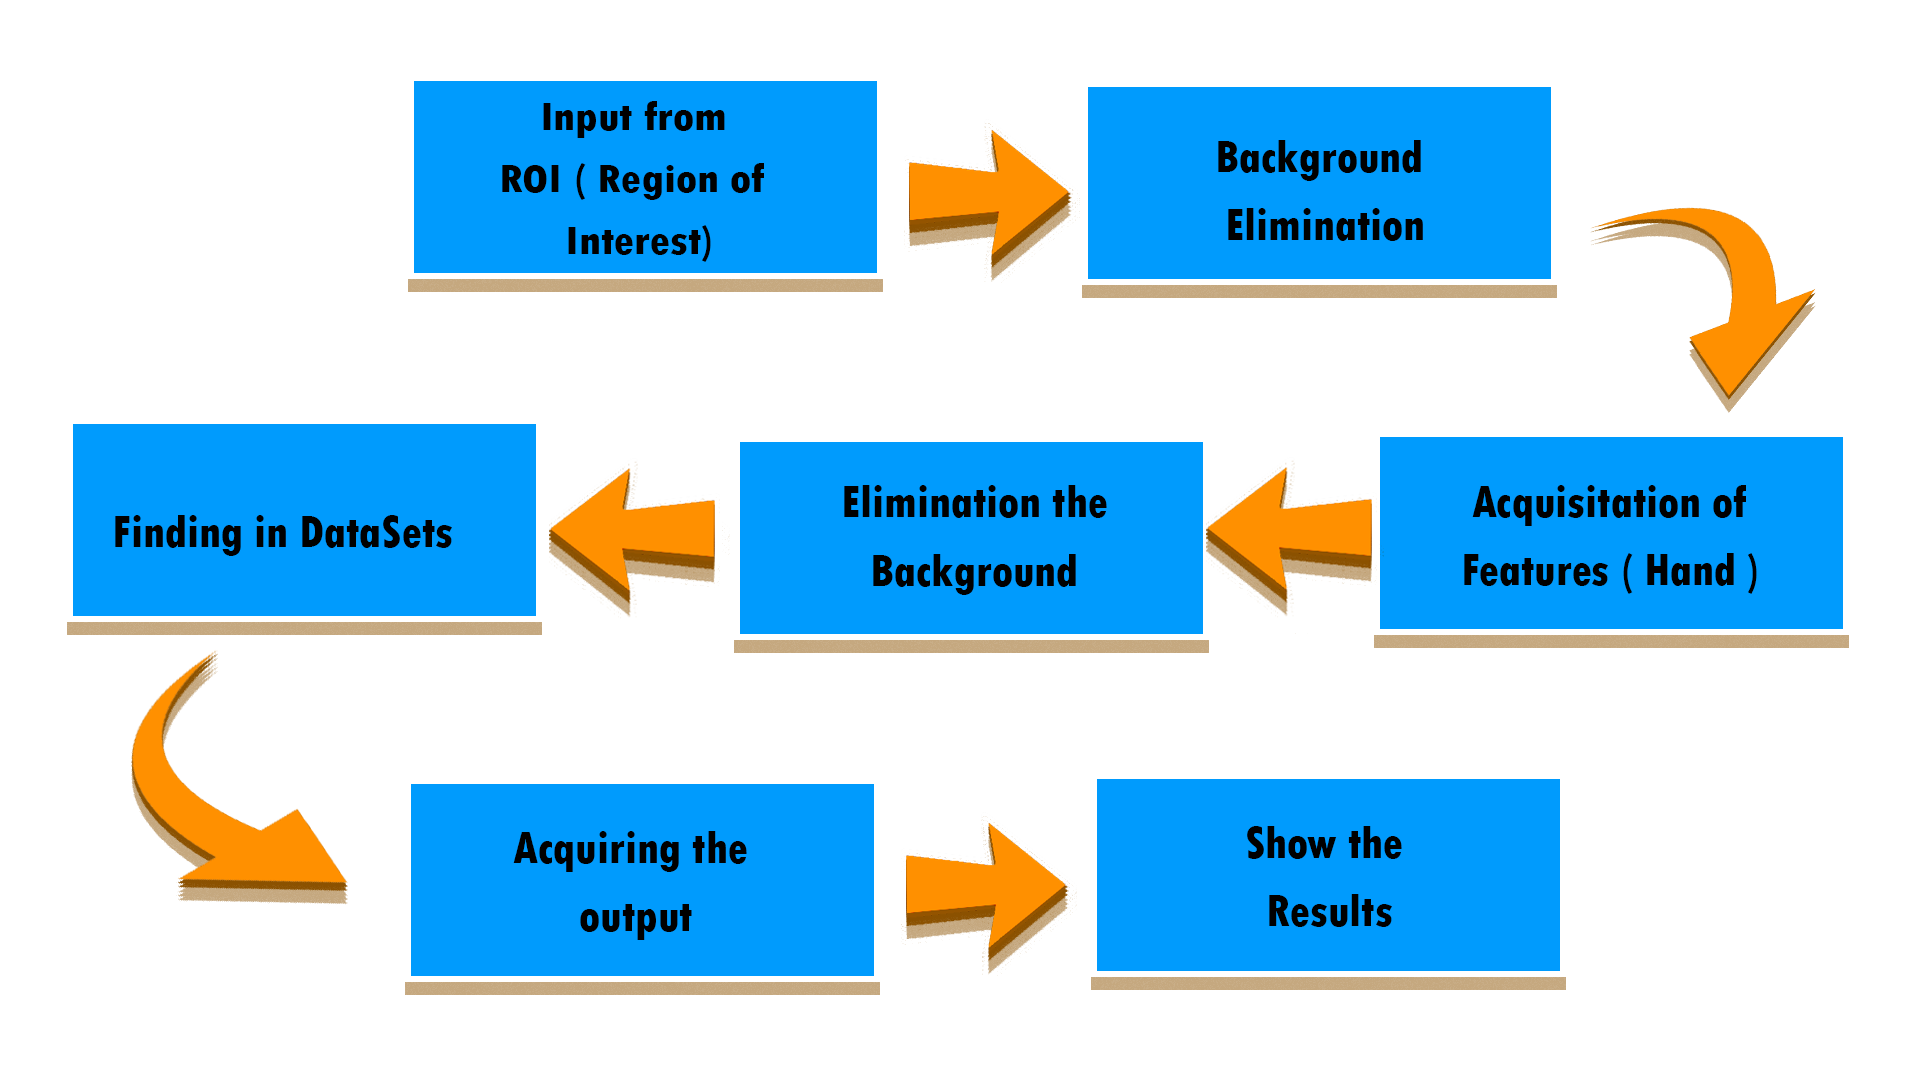 Input from
ROI ( Region of
Interest)
Background
Elimination
Acquisitation of
Features ( Hand )
Elimination the
Background
Finding in DataSets
Acquiring the
output
Show the
Results